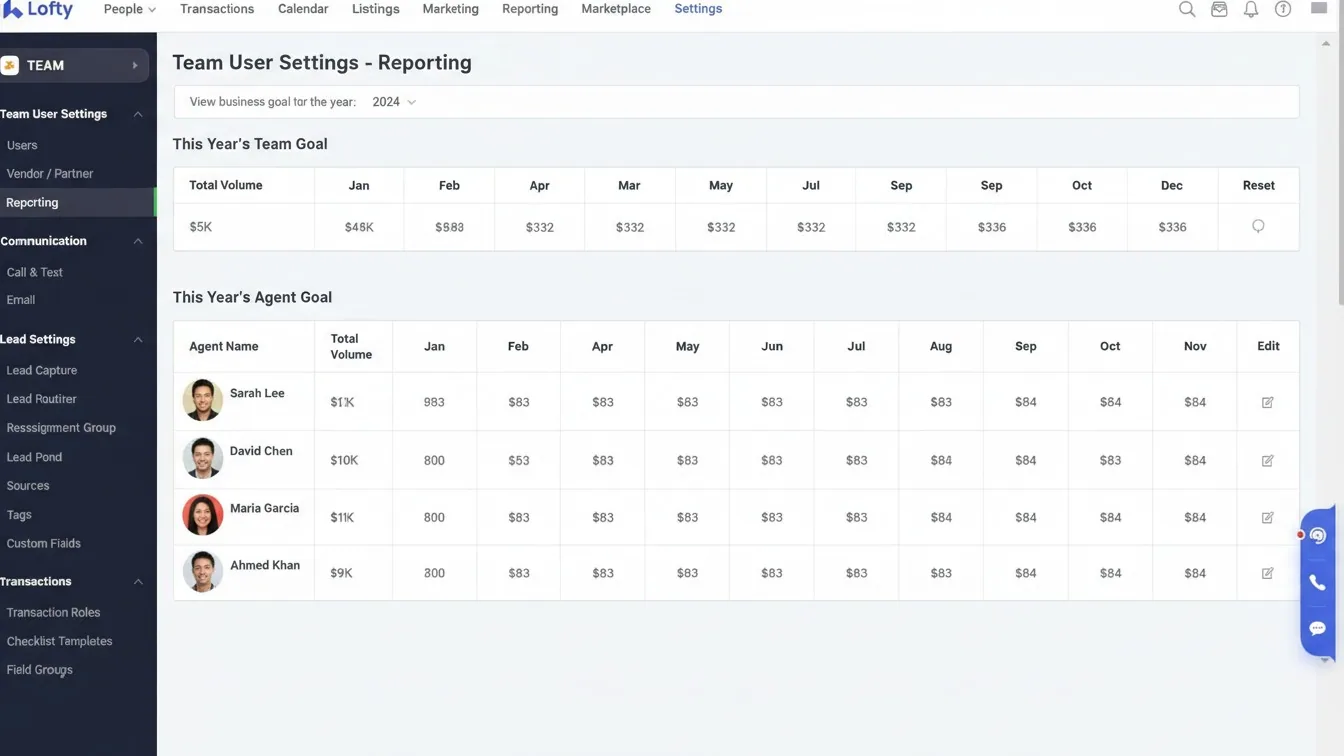 Lofty People Transactions Calendar Listings Marketing Reporting Marketplace Settings
TEAM
Team User Settings
Users
Vendor / Partner
Reporting
Communication
Call & Test
Email
Lead Settings
Lead Capture
Lead Routirer
Resssignment Group
Lead Pond
Sources
Tags
Custom Fiaids
Transactions
Transaction Roles
Checklist Tampletes
Field Groups
Team User Settings - Reporting
View business goal tor the year: 2024
This Year's Team Goal
Total Volume Jan Feb Apr Mar May Jul Sep Sep Oct Dec Reset
$5K $46K $583 $332 $332 $332 $332 $332 $336 $336 $336
This Year's Agent Goal
Agent Name Total Volume Jan Feb Apr May Jun Jul Aug Sep Oct Nov Edit
Sarah Lee $11K 983 $83 $83 $83 $83 $83 $83 $84 $84 $84
David Chen $10K 800 $53 $83 $83 $83 $83 $84 $84 $83 $84
Maria Garcia $11K 800 $83 $83 $83 $83 $83 $84 $84 $84 $84
Ahmed Khan $9K 300 $83 $83 $83 $83 $83 $83 $84 $84 $84